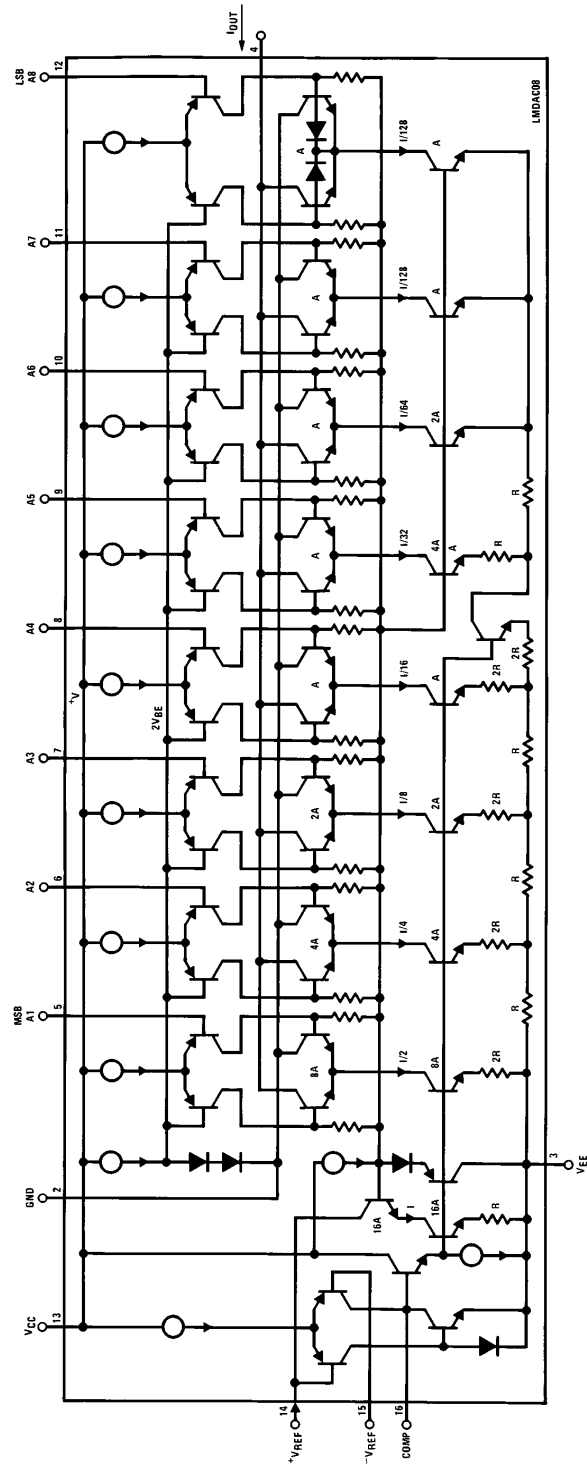 IOUT
4
LSB
A8
12
A7
11
A6
10
A5
9
A4
8
A3
7
A2
6
MSB
A1
5
GND
2
VCC
13
+V
2VBE
8A
4A
2A
A
A
A
A
A
I/2
I/4
I/8
I/16
I/32
I/64
I/128
I/128
16A
I
16A
8A
4A
2A
A
4A
A
2A
A
A
R
2R
2R
2R
2R
2R
R
R
R
R
R
14
+VREF
15
-VREF
16
COMP
3
VEE
LMDAC08